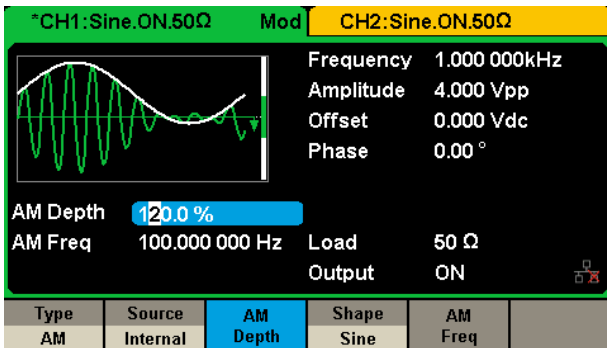 *CH1:Sine.ON.50Ω Mod CH2:Sine.ON.50Ω
Frequency 1.000 000kHz
Amplitude 4.000 Vpp
Offset 0.000 Vdc
Phase 0.00 °
AM Depth 120.0 %
AM Freq 100.000 000 Hz Load 50 Ω
Output ON
Type Source AM Shape AM
AM Internal Depth Sine Freq